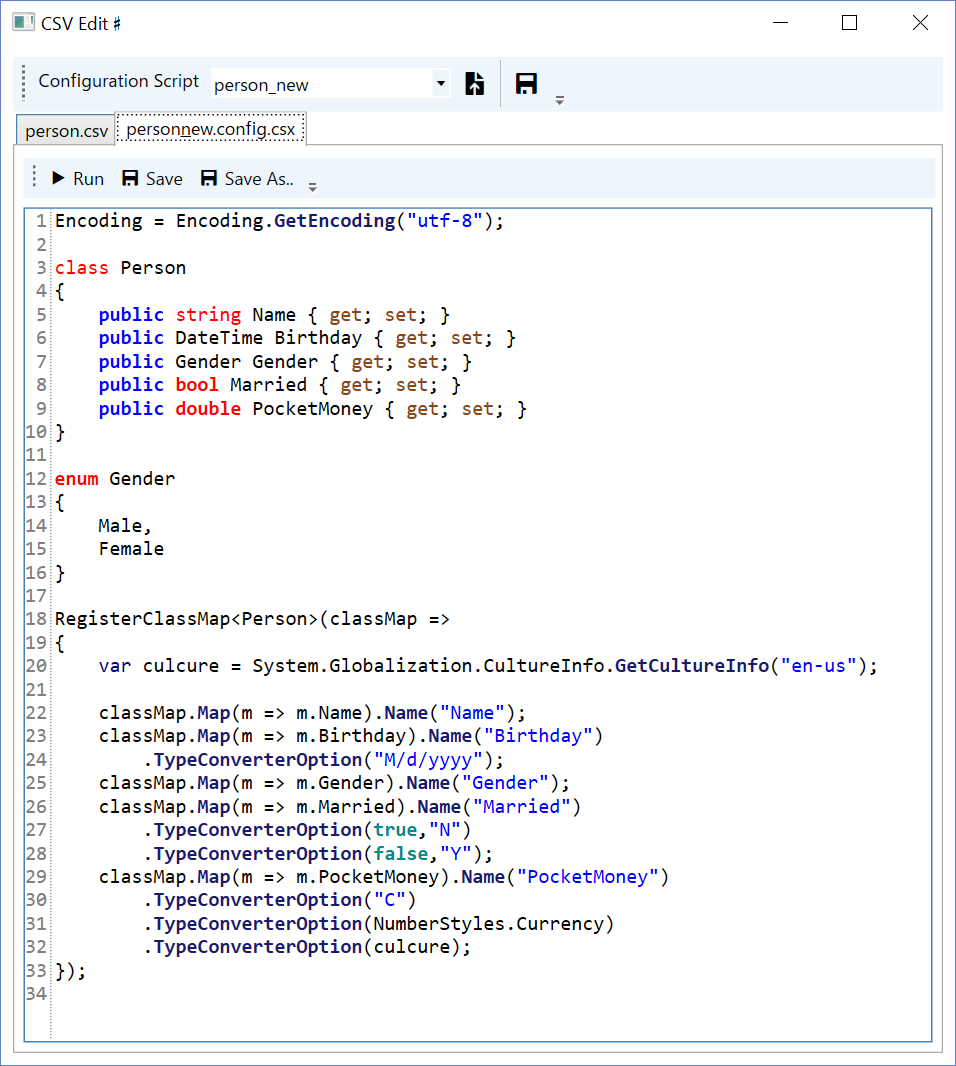 CSV Edit ♯
Configuration Script person_new
person.csv personnew.config.csx
Run Save Save As..
1 Encoding = Encoding.GetEncoding("utf-8");
2
3 class Person
4 {
5     public string Name { get; set; }
6     public DateTime Birthday { get; set; }
7     public Gender Gender { get; set; }
8     public bool Married { get; set; }
9     public double PocketMoney { get; set; }
10 }
11
12 enum Gender
13 {
14     Male,
15     Female
16 }
17
18 RegisterClassMap<Person>(classMap =>
19 {
20     var culcure = System.Globalization.CultureInfo.GetCultureInfo("en-us");
21
22     classMap.Map(m => m.Name).Name("Name");
23     classMap.Map(m => m.Birthday).Name("Birthday")
24         .TypeConverterOption("M/d/yyyy");
25     classMap.Map(m => m.Gender).Name("Gender");
26     classMap.Map(m => m.Married).Name("Married")
27         .TypeConverterOption(true,"N")
28         .TypeConverterOption(false,"Y");
29     classMap.Map(m => m.PocketMoney).Name("PocketMoney")
30         .TypeConverterOption("C")
31         .TypeConverterOption(NumberStyles.Currency)
32         .TypeConverterOption(culcure);
33 });
34